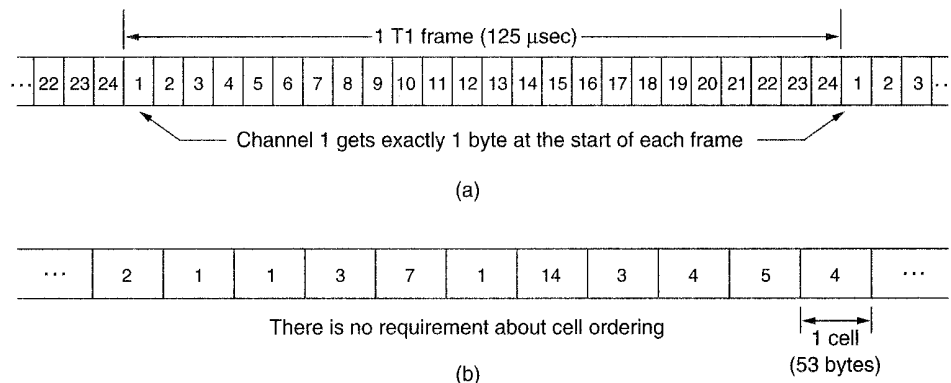 1 T1 frame (125 μsec)
··· 22 23 24 1 2 3 4 5 6 7 8 9 10 11 12 13 14 15 16 17 18 19 20 21 22 23 24 1 2 3 ···
Channel 1 gets exactly 1 byte at the start of each frame
(a)
··· 2 1 1 3 7 1 14 3 4 5 4 ···
There is no requirement about cell ordering
1 cell
(53 bytes)
(b)